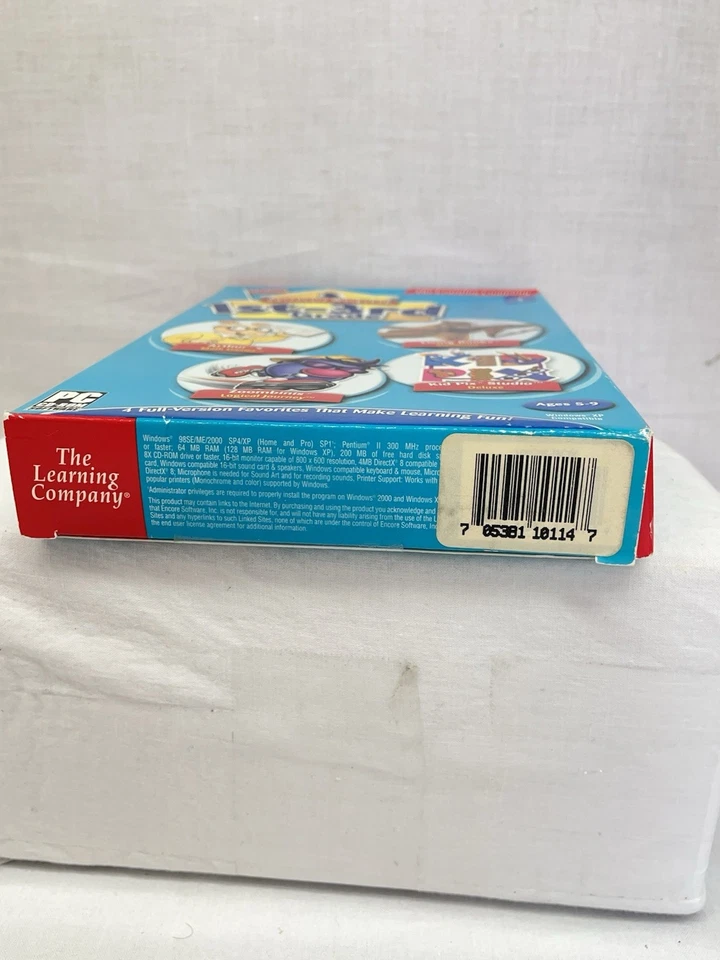 PC
Arthur's
Zoombinis
Logical Journey
Kid Pix Studio
Deluxe
Ages 5-9
4 Full-Version Favorites That Make Learning Fun!
Windows® XP
Compatible
The
Learning
Company®
Windows® 98SE/ME/2000 SP4/XP (Home and Pro) SP1†; Pentium® II 300 MHz
or faster; 64 MB RAM (128 MB RAM for Windows XP), 200 MB of free hard disk
8X CD-ROM drive or faster, 16-bit monitor capable of 800 x 600 resolution, 4MB DirectX® 8 compatible
card, Windows compatible 16-bit sound card & speakers, Windows compatible keyboard & mouse,
DirectX® 8; Microphone is needed for Sound Art and for recording sounds, Printer Support: Works with
popular printers (Monochrome and color) supported by Windows.
†Administrator privileges are required to properly install the program on Windows® 2000 and Windows X
This product may contain links to the Internet. By purchasing and using the product you acknowledge and
that Encore Software, Inc. is not responsible for, and will not have any liability arising from the use of the
Sites and any hyperlinks to such Linked Sites, none of which are under the control of Encore Software,
the end user license agreement for additional information.
7 05381 10114 7